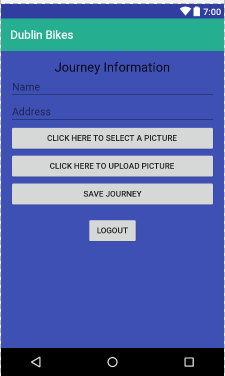 7:00
Dublin Bikes
Journey Information
Name
Address
CLICK HERE TO SELECT A PICTURE
CLICK HERE TO UPLOAD PICTURE
SAVE JOURNEY
LOGOUT